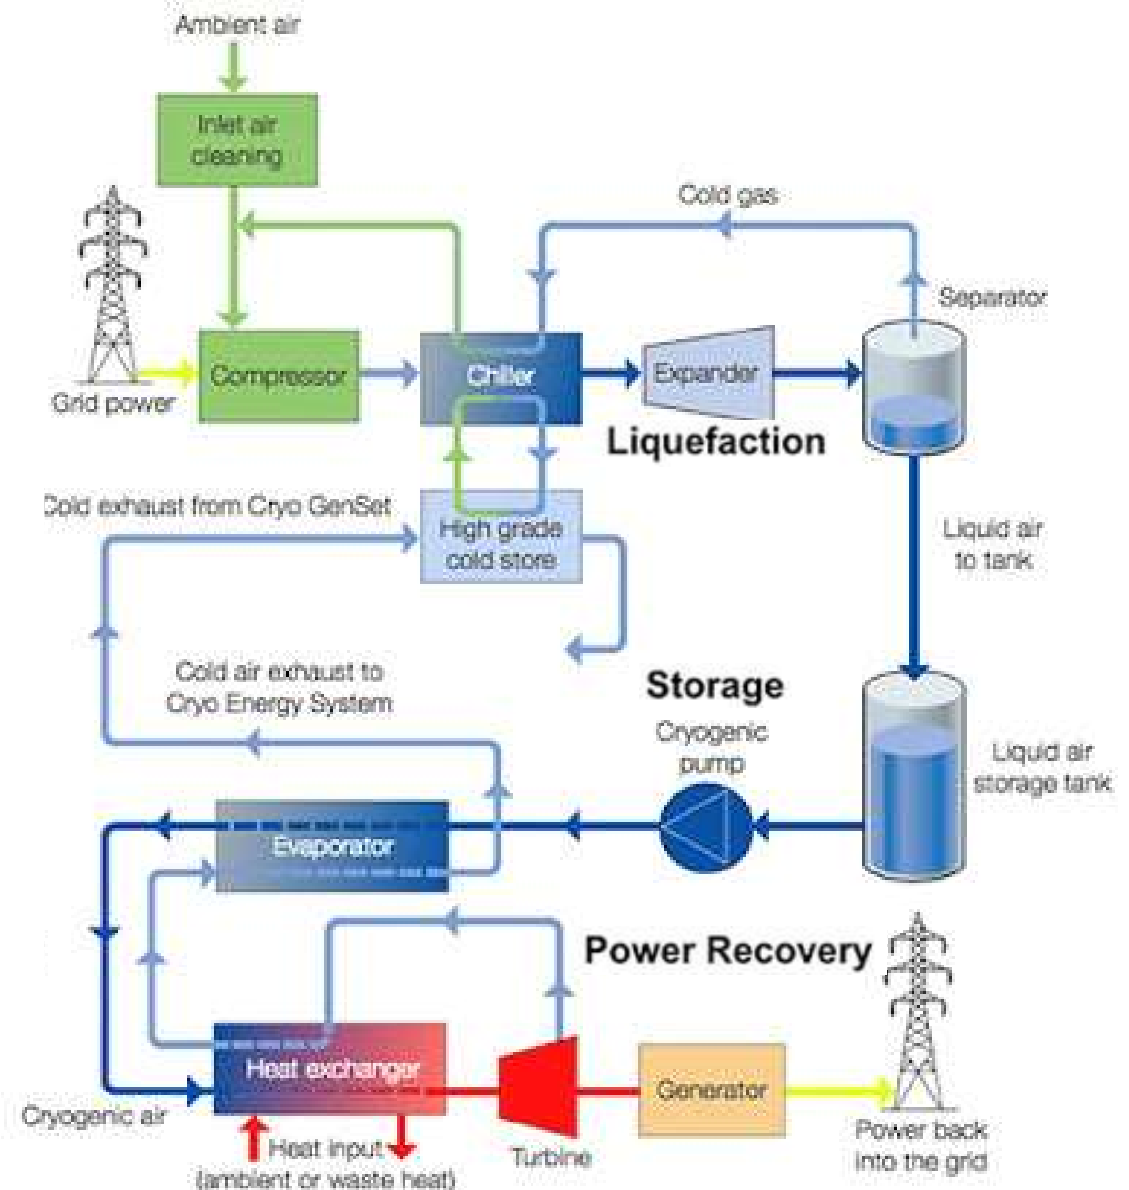 Ambient air
Inlet air
cleaning
Cold gas
Separator
Compressor
Chiller
Expander
Grid power
Liquefaction
Cold exhaust from Cryo GenSet
High grade
cold store
Liquid air
to tank
Cold air exhaust to
Cryo Energy System
Storage
Cryogenic
pump
Liquid air
storage tank
Evaporator
Power Recovery
Heat exchanger
Generator
Cryogenic air
Heat input
(ambient or waste heat)
Turbine
Power back
into the grid